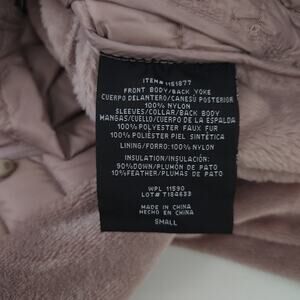 ITEM# 1151877
FRONT BODY/BACK YOKE
CUERPO DELANTERO/CANESÚ POSTERIOR
100% NYLON
SLEEVES/COLLAR/BACK BODY
MANGAS/CUELLO/CUERPO DE LA ESPALDA
100% POLYESTER FAUX FUR
100% POLIÉSTER PIEL SINTÉTICA
LINING/FORRO: 100% NYLON
INSULATION/INSULACIÓN:
90%DOWN/PLUMÓN DE PATO
10%FEATHER/PLUMAS DE PATO
WPL 11590
LOT# T184633
MADE IN CHINA
HECHO EN CHINA
SMALL